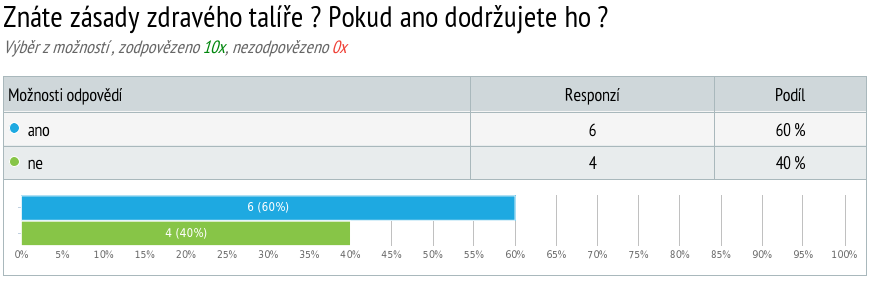 Znáte zásady zdravého talíře ? Pokud ano dodržujete ho ?
Výběr z možností , zodpovězeno 10x, nezodpovězeno 0x
Možnosti odpovědí Responzí Podíl
ano 6 60 %
ne 4 40 %
6 (60%)
4 (40%)
0% 5% 10% 15% 20% 25% 30% 35% 40% 45% 50% 55% 60% 65% 70% 75% 80% 85% 90% 95% 100%